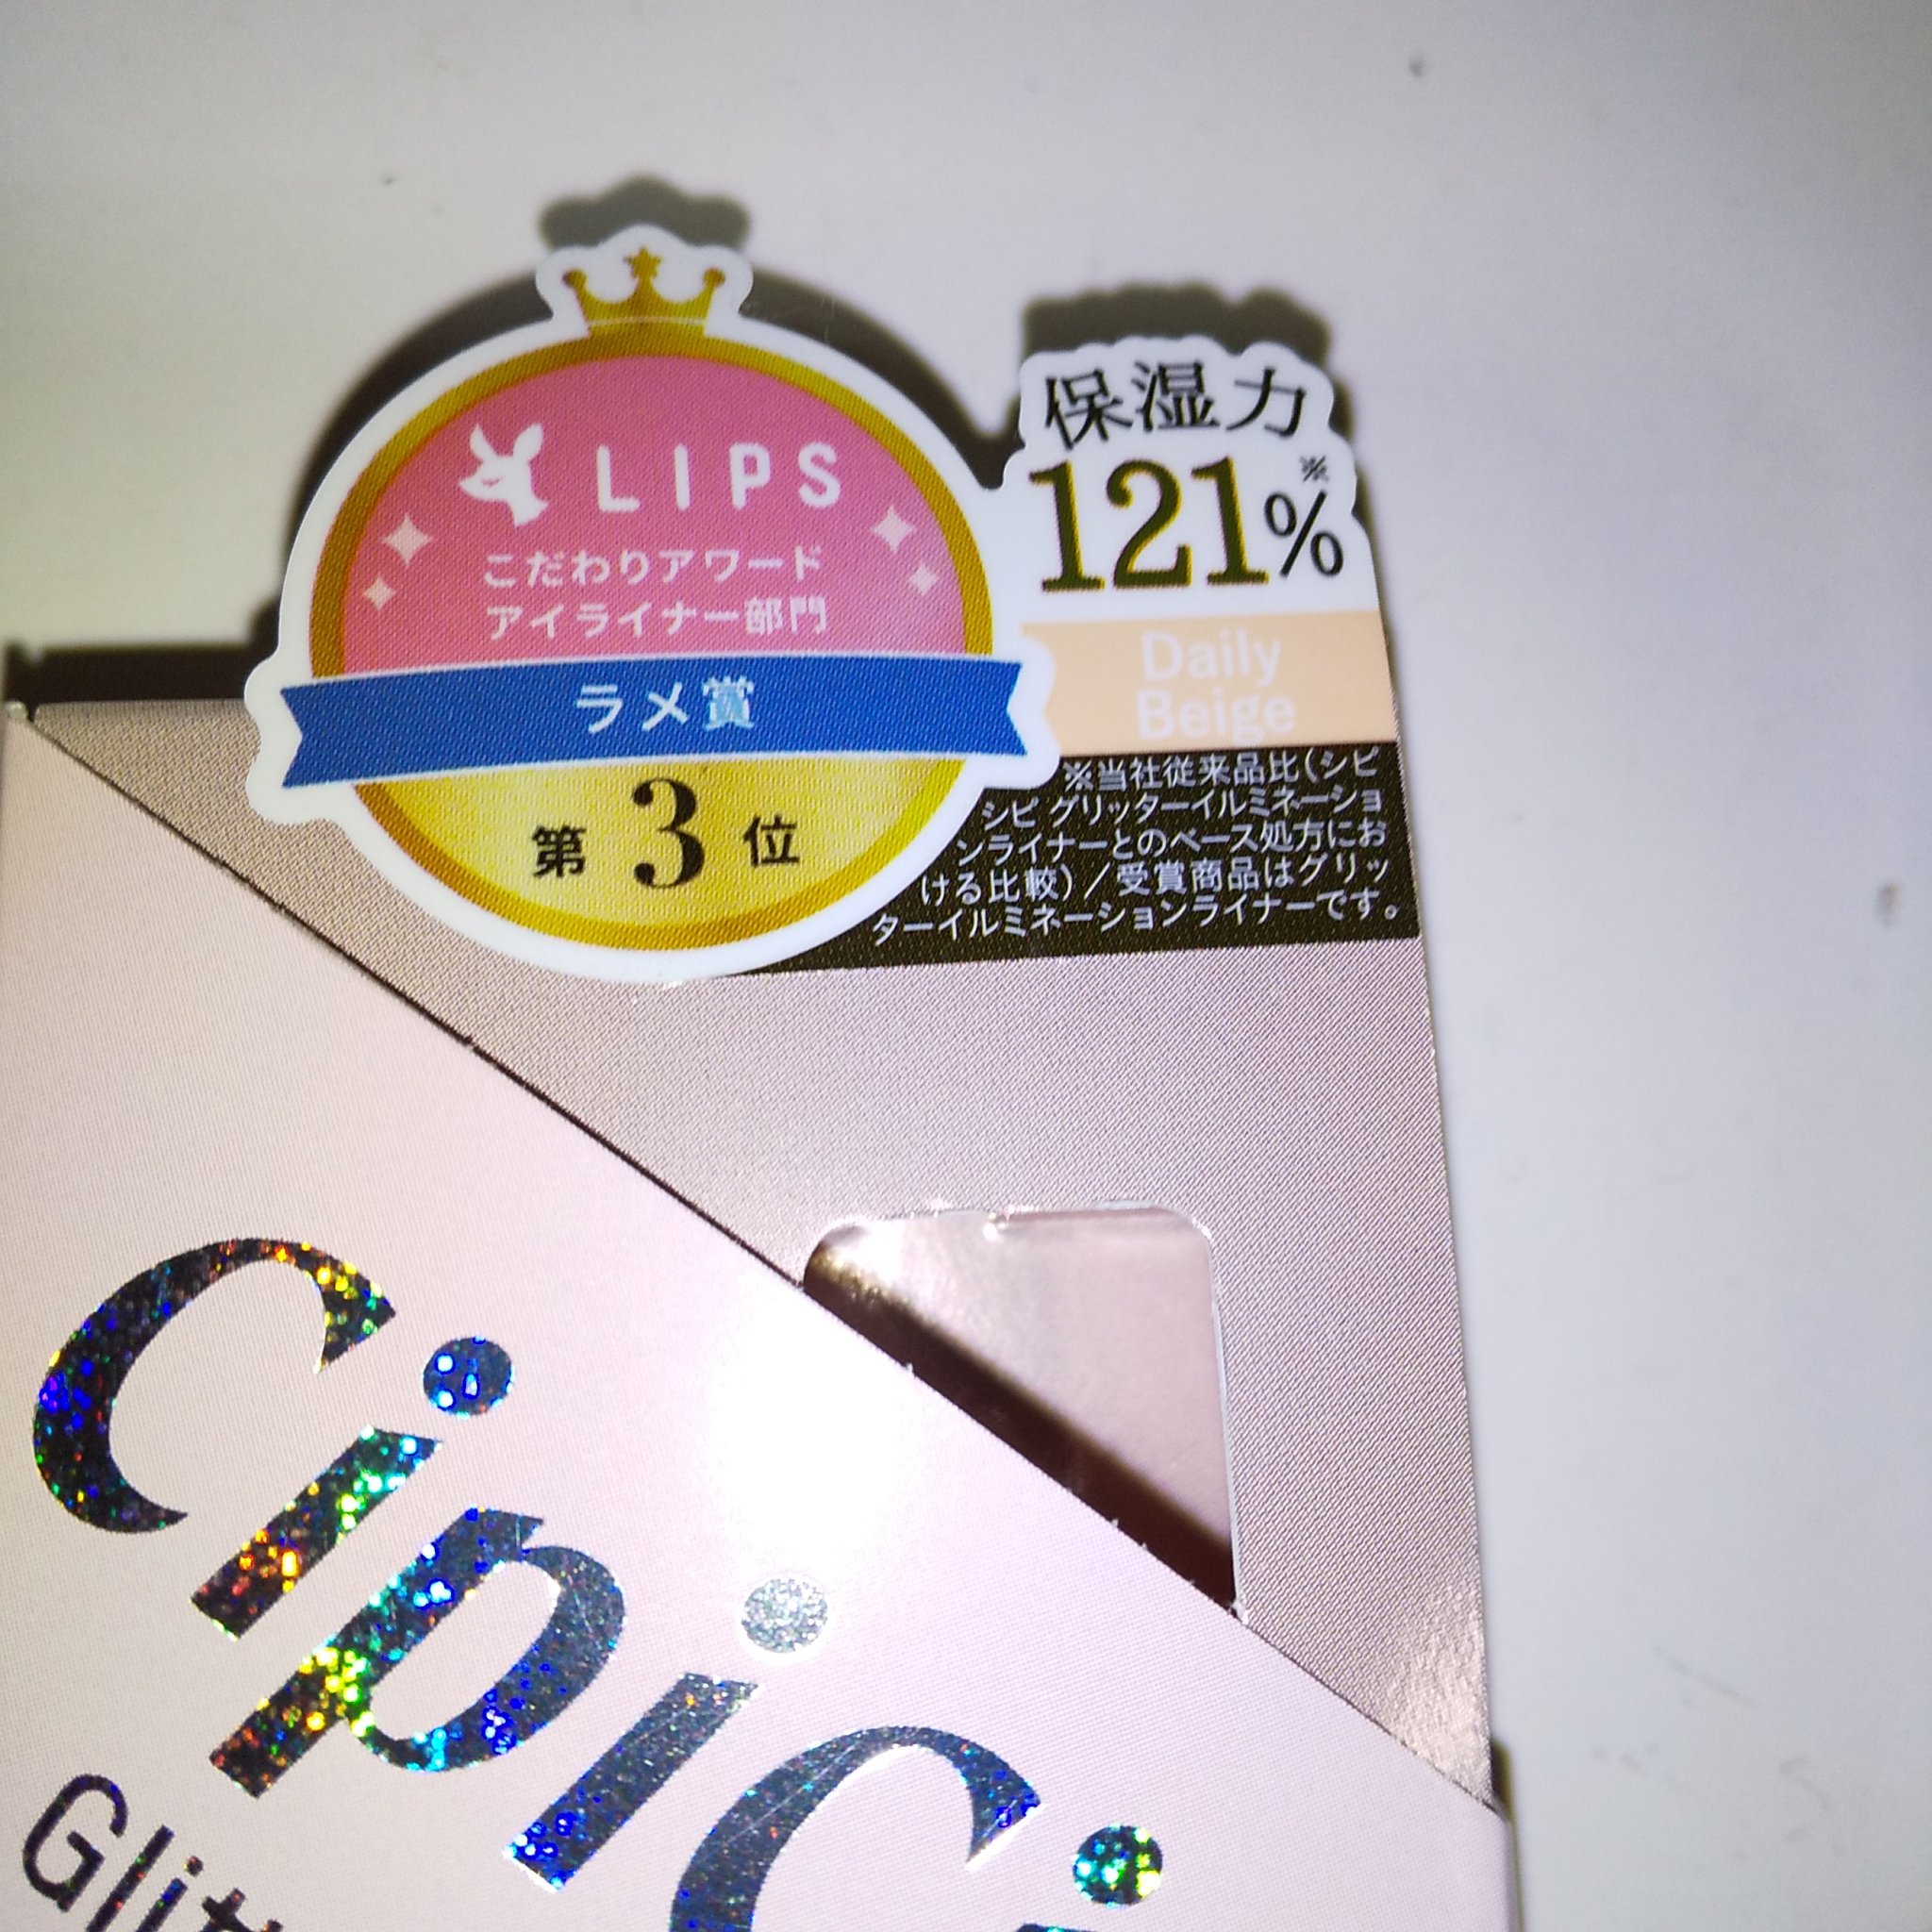 LIPS
こだわりアワード
アイライナー部門
ラメ賞
第3位
保湿力
121%※
Daily
Beige
※当社従来品比(シピ
シピ グリッターイルミネーショ
ンライナーとのベース処方にお
ける比較)/受賞商品はグリッ
ターイルミネーションライナーです。
CipiCi
Glitt